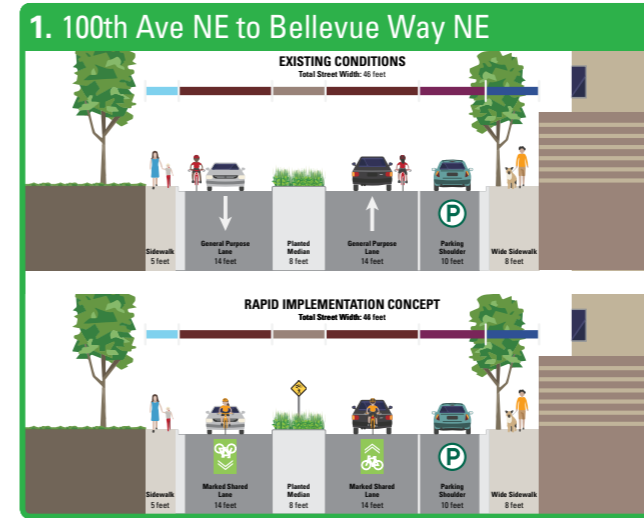 1. 100th Ave NE to Bellevue Way NE
EXISTING CONDITIONS
Total Street Width: 46 feet
Sidewalk
5 feet
General Purpose
Lane
14 feet
Planted
Median
8 feet
General Purpose
Lane
14 feet
P
Parking
Shoulder
10 feet
Wide Sidewalk
8 feet
RAPID IMPLEMENTATION CONCEPT
Total Street Width: 46 feet
Sidewalk
5 feet
Marked Shared
Lane
14 feet
Planted
Median
8 feet
Marked Shared
Lane
14 feet
P
Parking
Shoulder
10 feet
Wide Sidewalk
8 feet